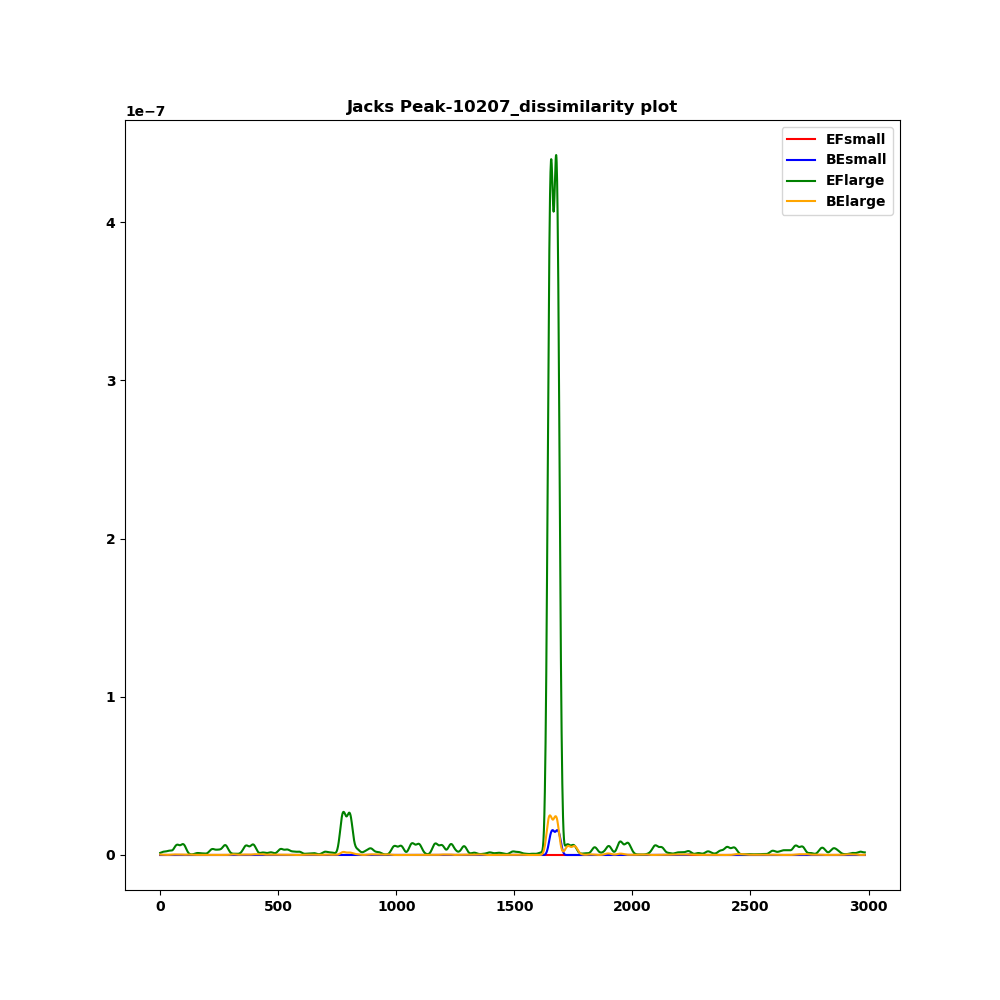 Jacks Peak-10207_dissimilarity plot
1e−7
EFsmall
BEsmall
EFlarge
BElarge
4
3
2
1
0
0 500 1000 1500 2000 2500 3000